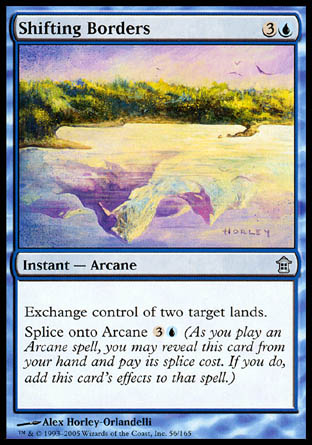 Shifting Borders 3
HORLEY
Instant — Arcane
Exchange control of two target lands.
Splice onto Arcane 3 (As you play an
Arcane spell, you may reveal this card from
your hand and pay its splice cost. If you do,
add this card's effects to that spell.)
Alex Horley-Orlandelli
™ & © 1993-2005 Wizards of the Coast, Inc. 56/165